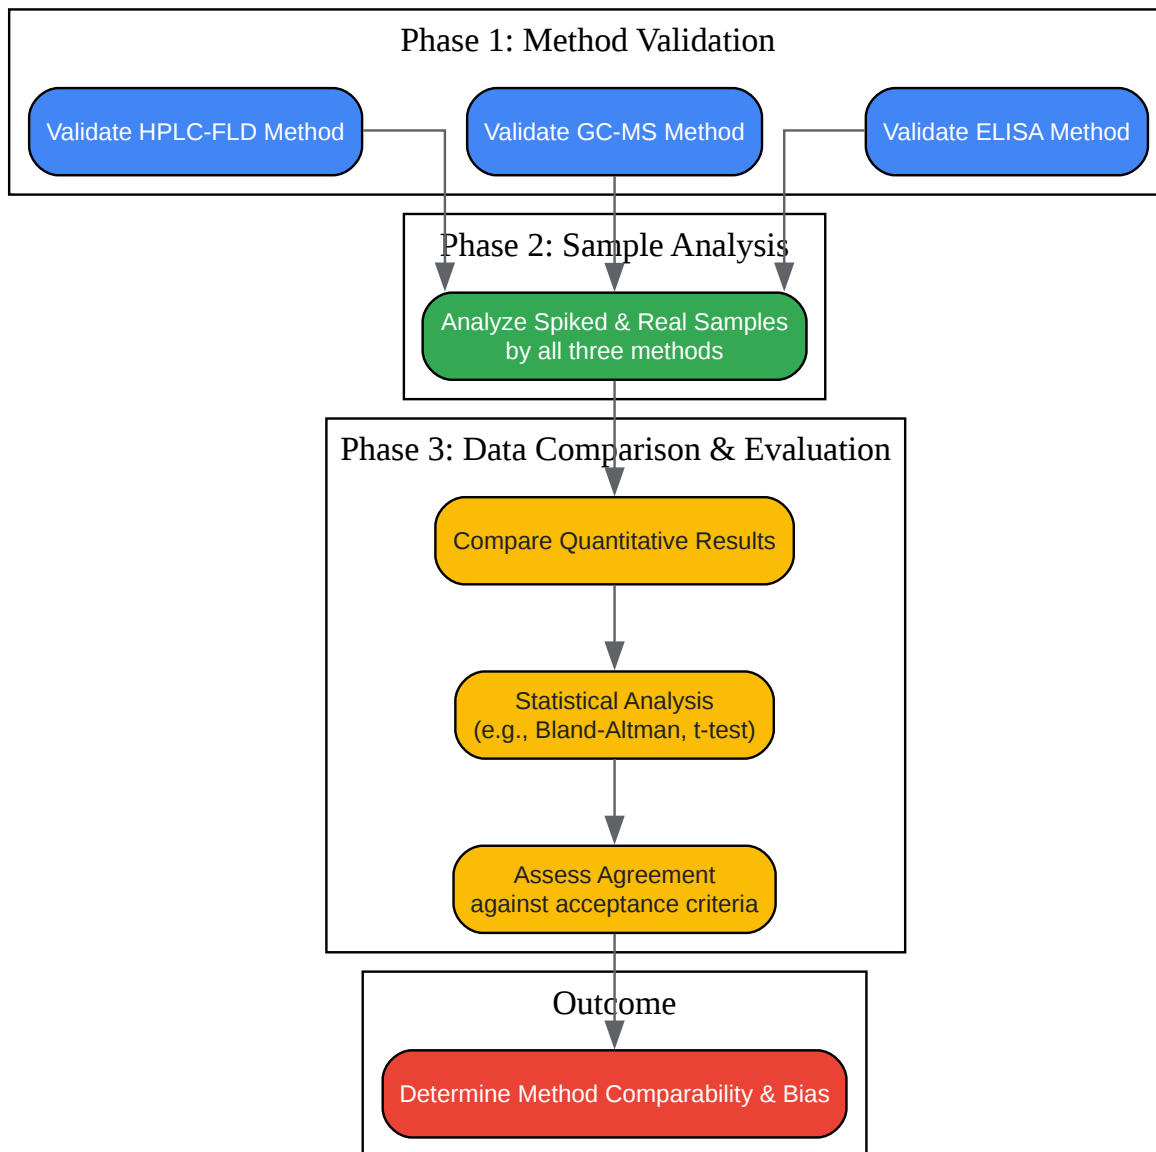 Phase 1: Method Validation
Validate HPLC-FLD Method
Validate GC-MS Method
Validate ELISA Method
Phase 2: Sample Analysis
Analyze Spiked & Real Samples
by all three methods
Phase 3: Data Comparison & Evaluation
Compare Quantitative Results
Statistical Analysis
(e.g., Bland-Altman, t-test)
Assess Agreement
against acceptance criteria
Outcome
Determine Method Comparability & Bias